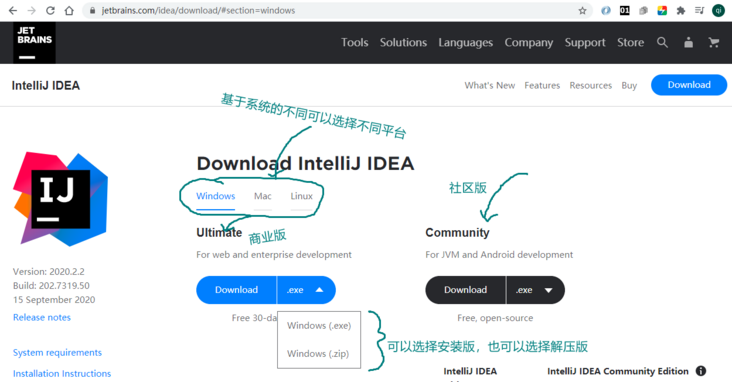 jetbrains.com/idea/download/#section=windows
JET
BRAINS
Tools Solutions Languages Company Support Store
IntelliJ IDEA
What's New Features Resources Buy Download
基于系统的不同可以选择不同平台
Download IntelliJ IDEA
IJ
社区版
Windows Mac Linux
Ultimate
商业版
Community
For web and enterprise development
For JVM and Android development
Version: 2020.2.2
Build: 202.7319.50
15 September 2020
Release notes
Download .exe
Download .exe
Free 30-da
Free, open-source
Windows (.exe)
Windows (.zip)
可以选择安装版，也可以选择解压版
System requirements
Installation Instructions
IntelliJ IDEA
IntelliJ IDEA Community Edition